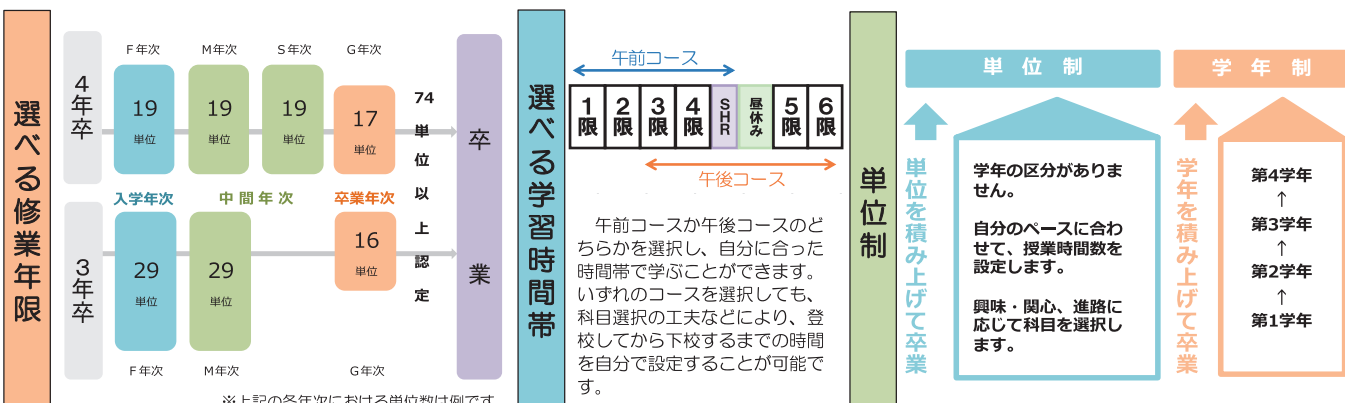 選べる修業年限
4年卒
F年次
M年次
S年次
G年次
19
単位
19
単位
19
単位
17
単位
74単位以上認定
卒業
入学年次
中間年次
卒業年次
3年卒
29
単位
29
単位
16
単位
F年次
M年次
G年次
※上記の各年次における単位数は例です
選べる学習時間帯
午前コース
1限
2限
3限
4限
SHR
昼休み
5限
6限
午後コース
午前コースか午後コースのど
ちらかを選択し、自分に合った
時間帯で学ぶことができます。
いずれのコースを選択しても、
科目選択の工夫などにより、登
校してから下校するまでの時間
を自分で設定することが可能で
す。
単位制
単位制
単位を積み上げて卒業
学年の区分がありま
せん。
自分のペースに合わ
せて、授業時間数を
設定します。
興味・関心、進路に
応じて科目を選択し
ます。
学年制
学年を積み上げて卒業
第4学年
↑
第3学年
↑
第2学年
↑
第1学年